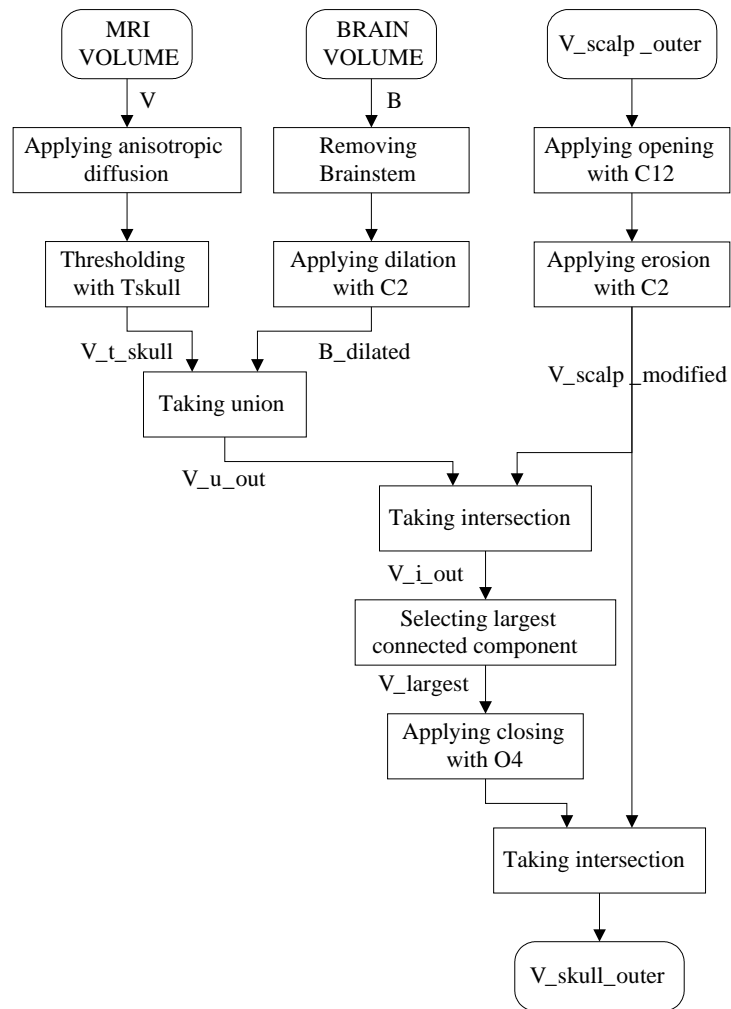 MRI
VOLUME
BRAIN
VOLUME
V_scalp _outer
V
B
Applying anisotropic
diffusion
Removing
Brainstem
Applying opening
with C12
Thresholding
with Tskull
Applying dilation
with C2
Applying erosion
with C2
V_t_skull
B_dilated
V_scalp _modified
Taking union
V_u_out
Taking intersection
V_i_out
Selecting largest
connected component
V_largest
Applying closing
with O4
Taking intersection
V_skull_outer